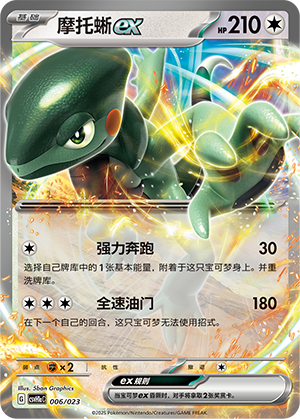 基础
摩托蜥ex
HP 210
强力奔跑 30
选择自己牌库中的1张基本能量，附着于这只宝可梦身上。并重
洗牌库。
全速油门 180
在下一个自己的回合，这只宝可梦无法使用招式。
弱点 ×2 抗性 撤退
Illus. 5ban Graphics
G 006/023
ex规则
当宝可梦ex昏厥时，对手将拿取2张奖赏卡。
©2025 Pokémon/Nintendo/Creatures/GAME FREAK.